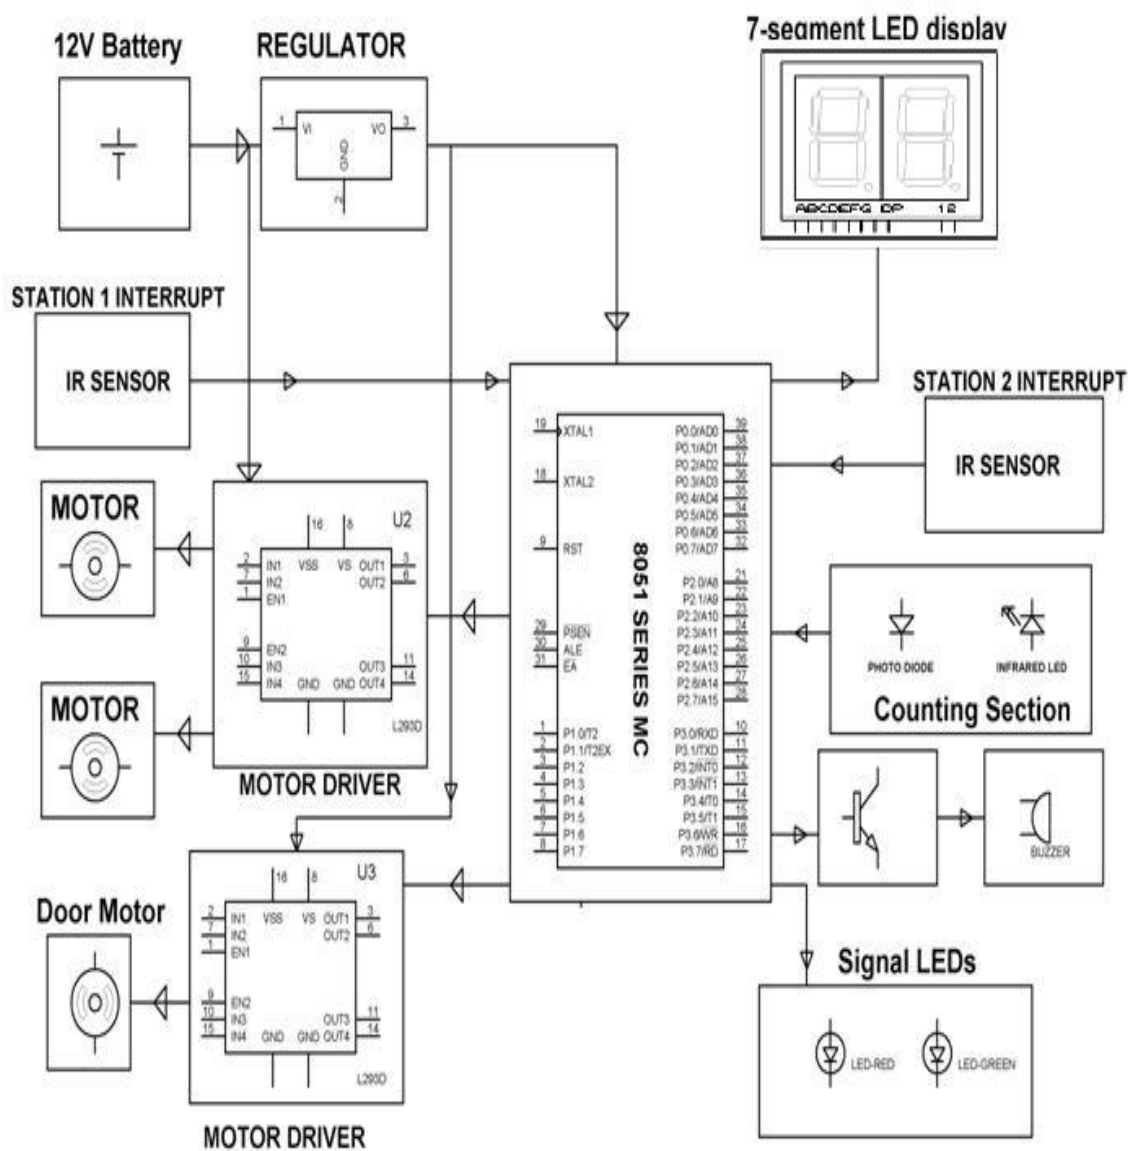 12V Battery
REGULATOR
7-segment LED display
1 VI VO 3
GND
2
ABCDEFG DP 12
STATION 1 INTERRUPT
IR SENSOR
STATION 2 INTERRUPT
IR SENSOR
MOTOR
MOTOR
U2
16 8
2 IN1 VSS VS OUT1 3
7 IN2 OUT2 6
1 EN1
9 EN2
10 IN3 OUT3 11
15 IN4 GND GND OUT4 14
L293D
MOTOR DRIVER
8051 SERIES MC
19 XTAL1
18 XTAL2
9 RST
29 PSEN
30 ALE
31 EA
1 P1.0/T2
2 P1.1/T2EX
3 P1.2
4 P1.3
5 P1.4
6 P1.5
7 P1.6
8 P1.7
P0.0/AD0 39
P0.1/AD1 38
P0.2/AD2 37
P0.3/AD3 36
P0.4/AD4 35
P0.5/AD5 34
P0.6/AD6 33
P0.7/AD7 32
P2.0/A8 21
P2.1/A9 22
P2.2/A10 23
P2.3/A11 24
P2.4/A12 25
P2.5/A13 26
P2.6/A14 27
P2.7/A15 28
P3.0/RXD 10
P3.1/TXD 11
P3.2/INT0 12
P3.3/INT1 13
P3.4/T0 14
P3.5/T1 15
P3.6/WR 16
P3.7/RD 17
PHOTO DIODE INFRARED LED
Counting Section
BUZZER
Door Motor
U3
16 8
2 IN1 VSS VS OUT1 3
7 IN2 OUT2 6
1 EN1
9 EN2
10 IN3 OUT3 11
15 IN4 GND GND OUT4 14
L293D
MOTOR DRIVER
Signal LEDs
LED-RED LED-GREEN